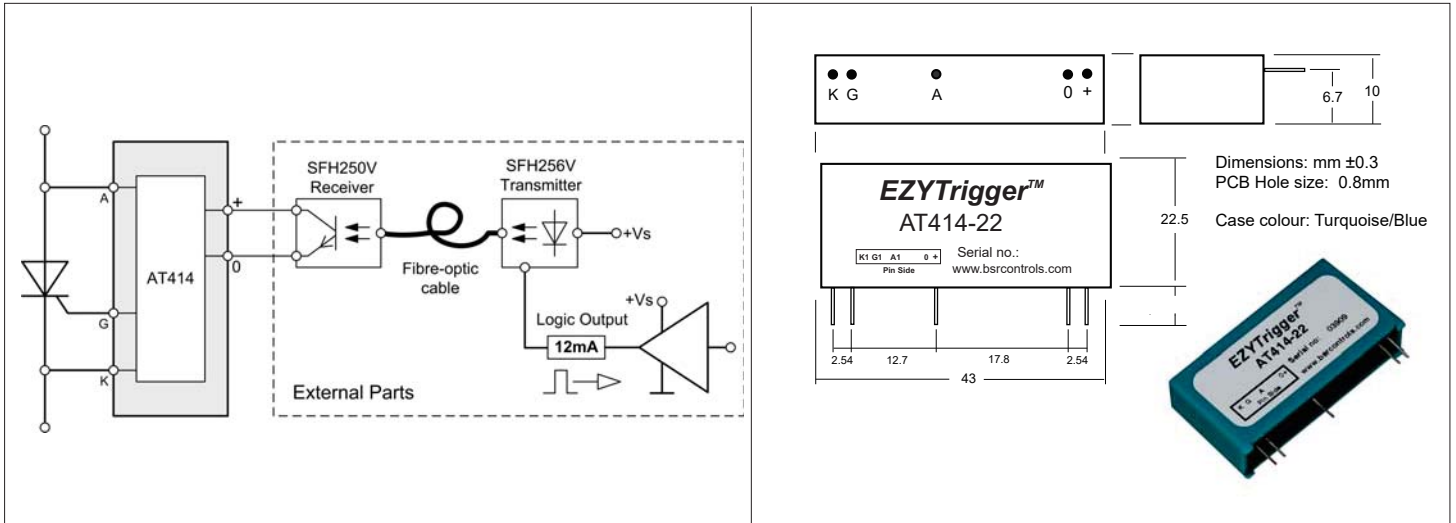 A
G
K
AT414
+
0
SFH250V
Receiver
Fibre-optic
cable
SFH256V
Transmitter
+Vs
+Vs
Logic Output
12mA
External Parts
K G A 0 +
6.7
10
EZYTrigger™
AT414-22
K1 G1 A1 0 +
Pin Side
Serial no.:
www.bsrcontrols.com
22.5
2.54 12.7 17.8 2.54
43
Dimensions: mm ±0.3
PCB Hole size: 0.8mm
Case colour: Turquoise/Blue
EZYTrigger™
AT414-22
Serial no: 03909
www.bsrcontrols.com
K G A 0+
Pin Side